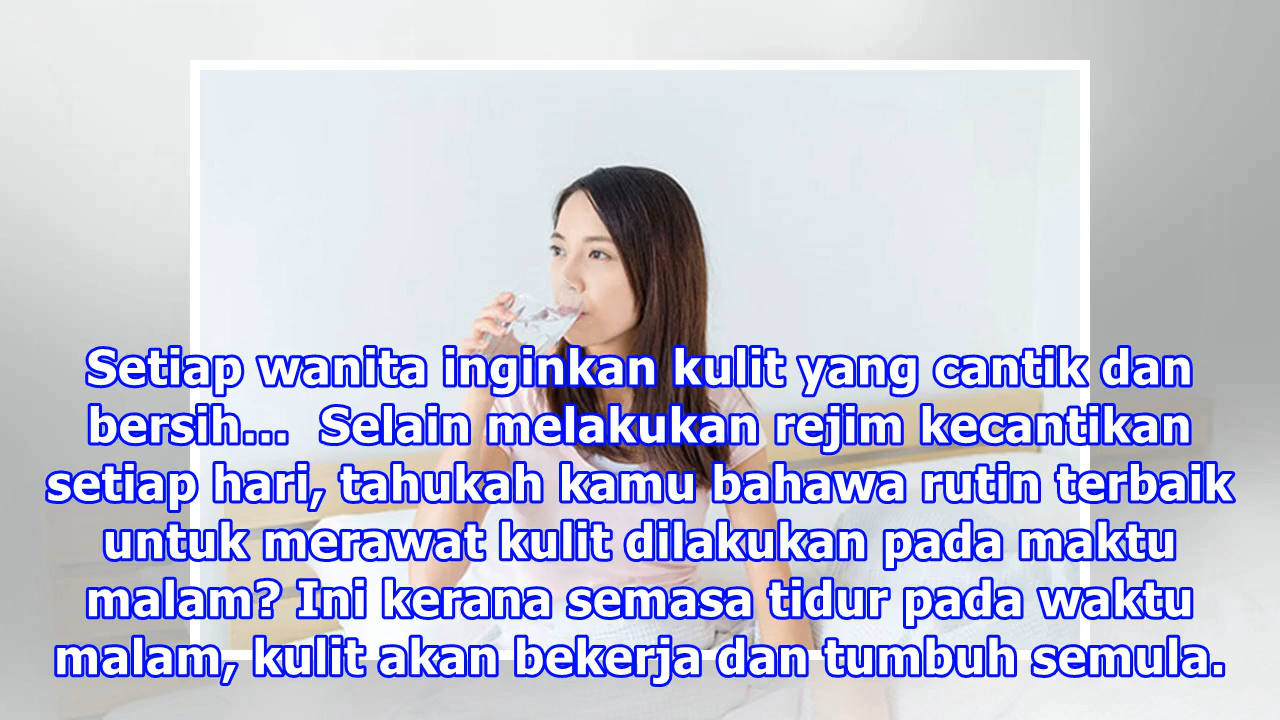 Setiap wanita inginkan kulit yang cantik dan
bersih...  Selain melakukan rejim kecantikan
setiap hari, tahukah kamu bahawa rutin terbaik
untuk merawat kulit dilakukan pada maktu
malam? Ini kerana semasa tidur pada waktu
malam, kulit akan bekerja dan tumbuh semula.